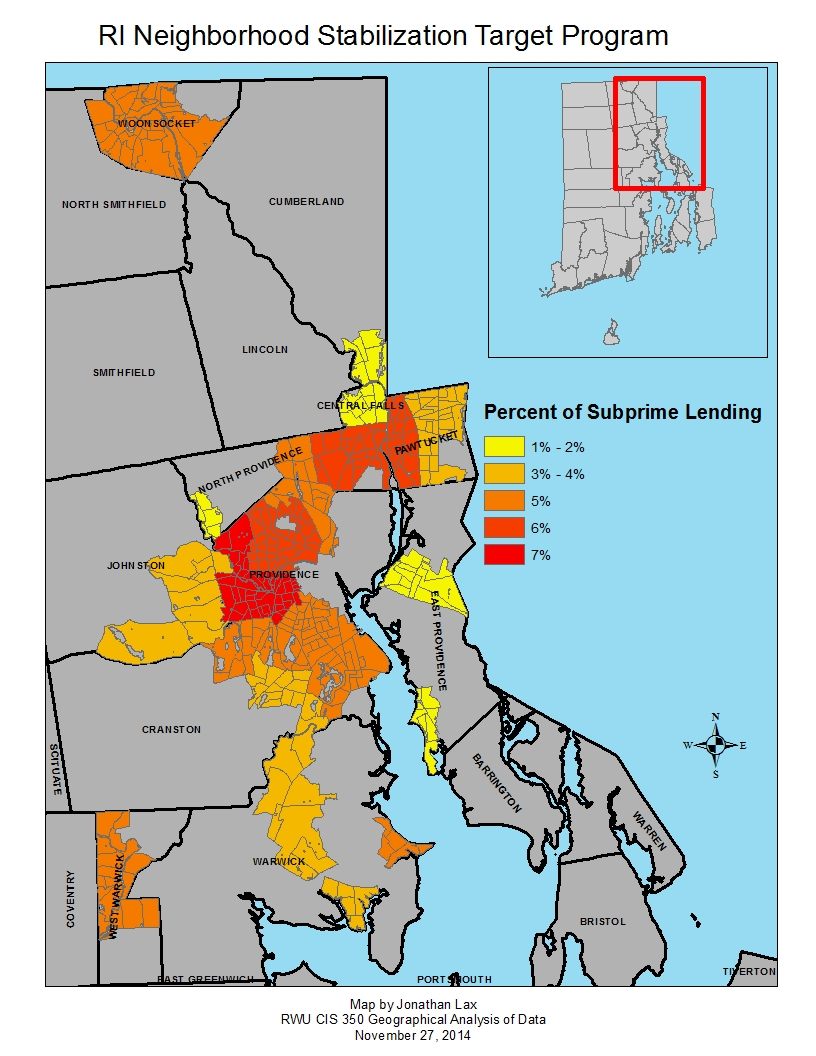 RI Neighborhood Stabilization Target Program
WOONSOCKET
NORTH SMITHFIELD
CUMBERLAND
LINCOLN
SMITHFIELD
CENTRAL FALLS
Percent of Subprime Lending
1% - 2%
3% - 4%
5%
6%
7%
PAWTUCKET
NORTH PROVIDENCE
JOHNSTON
PROVIDENCE
EAST PROVIDENCE
CRANSTON
N
W
E
S
SCITUATE
BARRINGTON
WARREN
WARWICK
WEST WARWICK
COVENTRY
BRISTOL
TIVERTON
EAST GREENWICH
PORTSMOUTH
Map by Jonathan Lax
RWU CIS 350 Geographical Analysis of Data
November 27, 2014